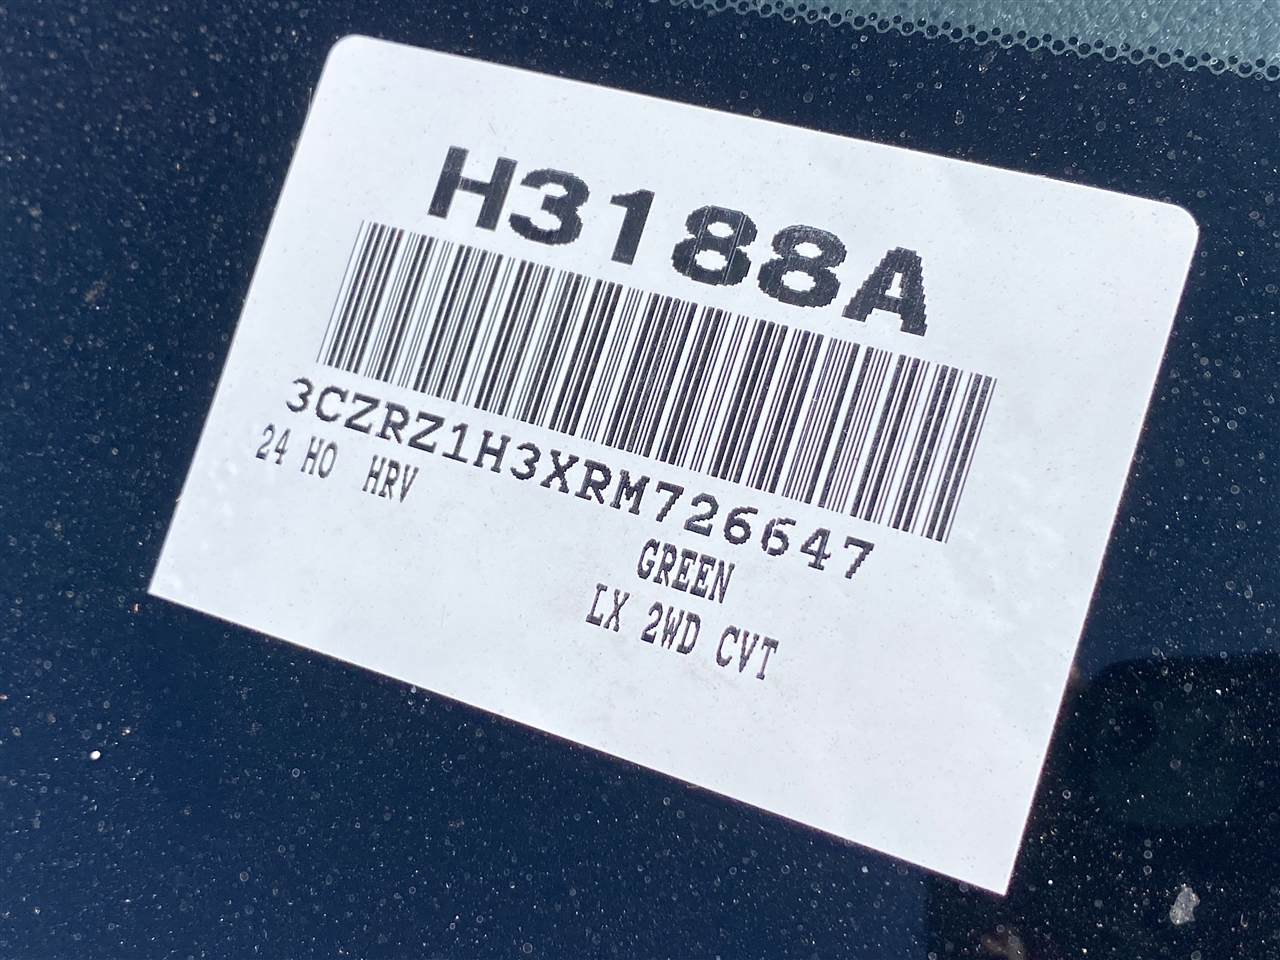 H3188A
3CZRZ1H3XRM726647
24 HO HRV
GREEN
LX 2WD CVT